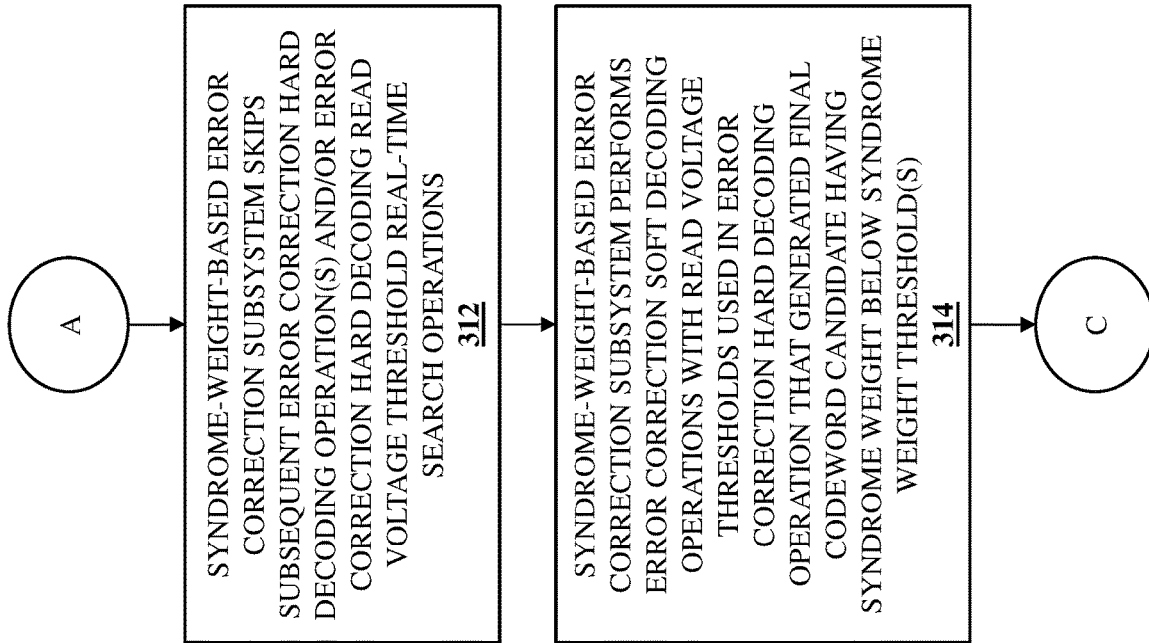 A
SYNDROME-WEIGHT-BASED ERROR
CORRECTION SUBSYSTEM SKIPS
SUBSEQUENT ERROR CORRECTION HARD
DECODING OPERATION(S) AND/OR ERROR
CORRECTION HARD DECODING READ
VOLTAGE THRESHOLD REAL-TIME
SEARCH OPERATIONS
312
SYNDROME-WEIGHT-BASED ERROR
CORRECTION SUBSYSTEM PERFORMS
ERROR CORRECTION SOFT DECODING
OPERATIONS WITH READ VOLTAGE
THRESHOLDS USED IN ERROR
CORRECTION HARD DECODING
OPERATION THAT GENERATED FINAL
CODEWORD CANDIDATE HAVING
SYNDROME WEIGHT BELOW SYNDROME
WEIGHT THRESHOLD(S)
314
C